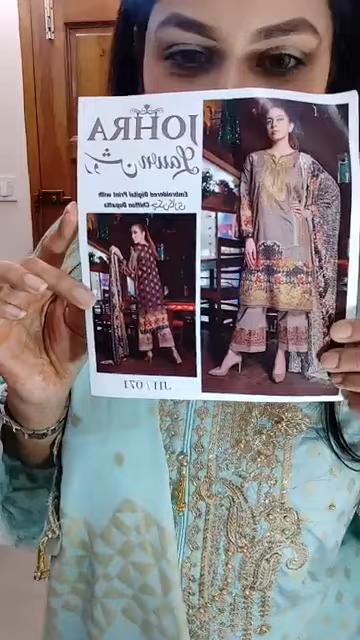 JOHRA
Lawn
Embroidered Digital Print with
Chiffon Dupatta
JH / 071